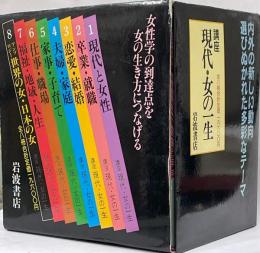 内外の新しい動向
選びぬかれた多彩なテーマ
講座
現代・女の一生
岩波書店
女性学の到達点を
女の生き方につなげる
1 現代と女性
2 卒業・就職
3 恋愛・結婚
4 夫婦・家庭
5 家事・子育て
6 仕事・職場
7 福祉・地域・人生
8 世界の女・日本の女
岩波書店